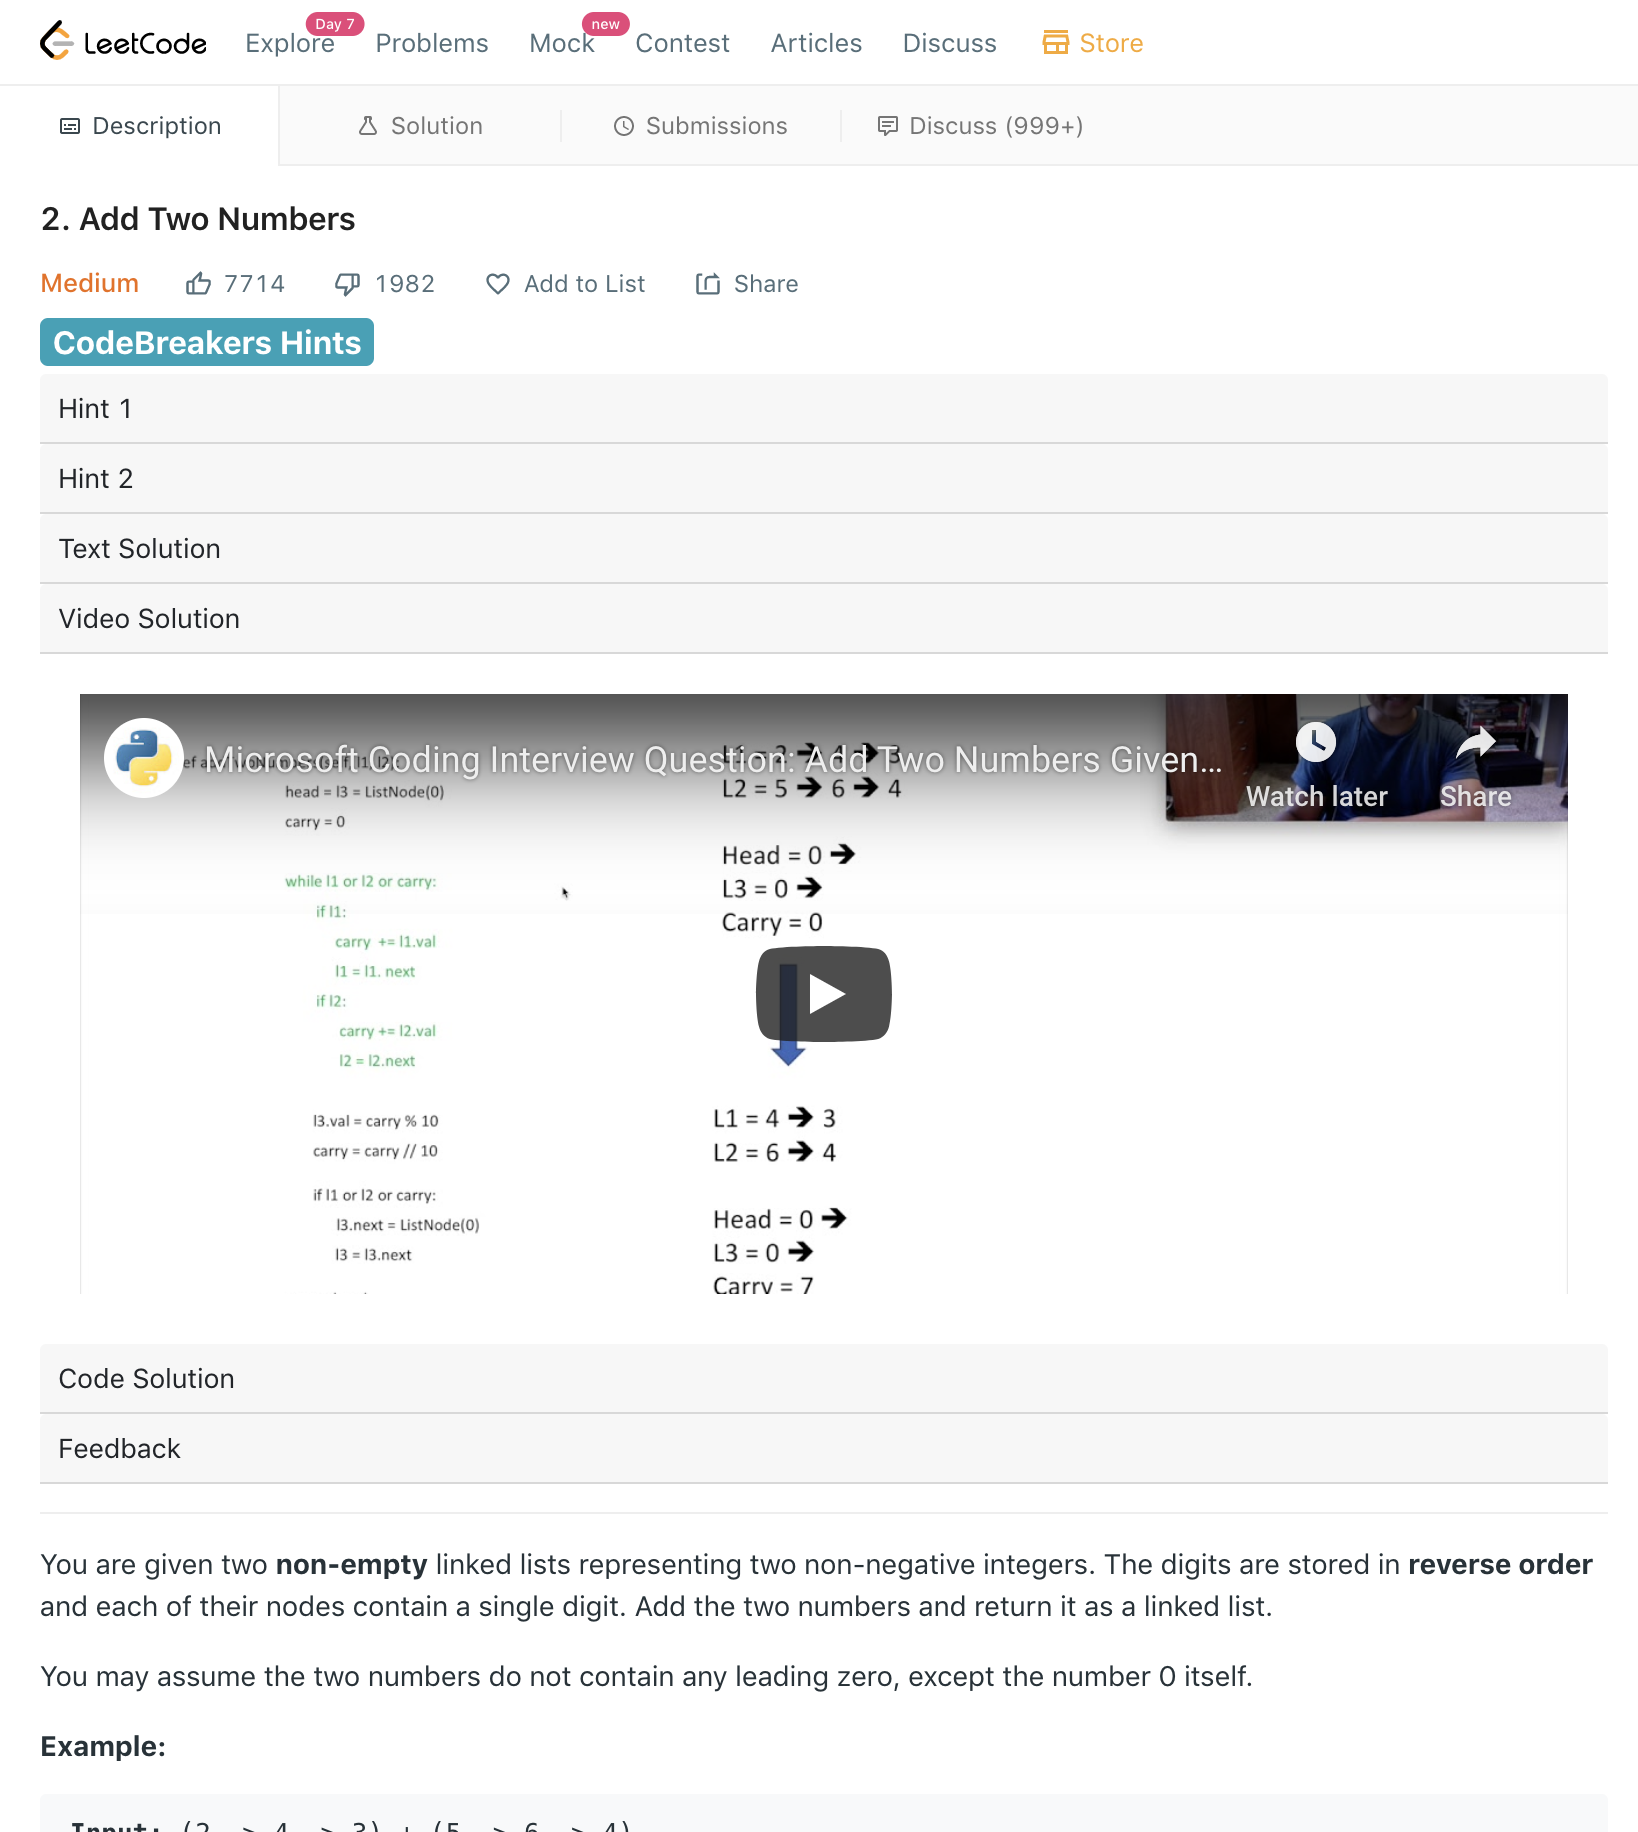 LeetCode
Explore Day 7 Problems Mock new Contest Articles Discuss Store
Description Solution Submissions Discuss (999+)
2. Add Two Numbers
Medium 7714 1982 Add to List Share
CodeBreakers Hints
Hint 1
Hint 2
Text Solution
Video Solution
Microsoft Coding Interview Question: Add Two Numbers Given...
Watch later Share
head = l3 = ListNode(0)
carry = 0
while l1 or l2 or carry:
if l1:
carry += l1.val
l1 = l1. next
if l2:
carry += l2.val
l2 = l2.next
l3.val = carry % 10
carry = carry // 10
if l1 or l2 or carry:
l3.next = ListNode(0)
l3 = l3.next
L2 = 5 → 6 → 4
Head = 0 →
L3 = 0 →
Carry = 0
L1 = 4 → 3
L2 = 6 → 4
Head = 0 →
L3 = 0 →
Carry = 7
Code Solution
Feedback
You are given two non-empty linked lists representing two non-negative integers. The digits are stored in reverse order
and each of their nodes contain a single digit. Add the two numbers and return it as a linked list.
You may assume the two numbers do not contain any leading zero, except the number 0 itself.
Example:
Input: (2 -> 4 -> 3) + (5 -> 6 -> 4)